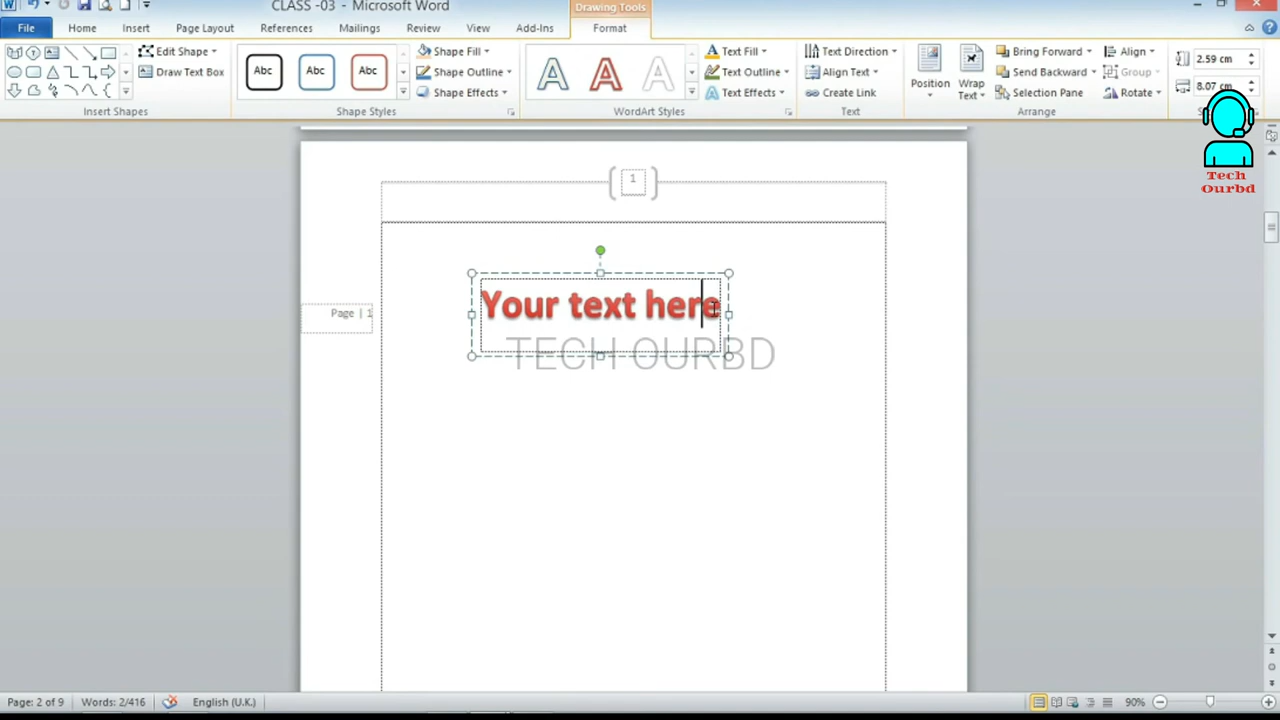 CLASS -03 - Microsoft Word
Drawing Tools
File Home Insert Page Layout References Mailings Review View Add-Ins Format
Edit Shape
Draw Text Box
Insert Shapes
Abc Abc Abc
Shape Fill
Shape Outline
Shape Effects
Shape Styles
A A A
Text Fill
Text Outline
Text Effects
WordArt Styles
Text Direction
Align Text
Create Link
Text
Position
Wrap Text
Bring Forward
Send Backward
Selection Pane
Align
Group
Rotate
Arrange
2.59 cm
8.07 cm
Tech
Ourbd
1
Your text here
Page | 1
TECH OURBD
Page: 2 of 9 Words: 2/416 English (U.K.) 90%